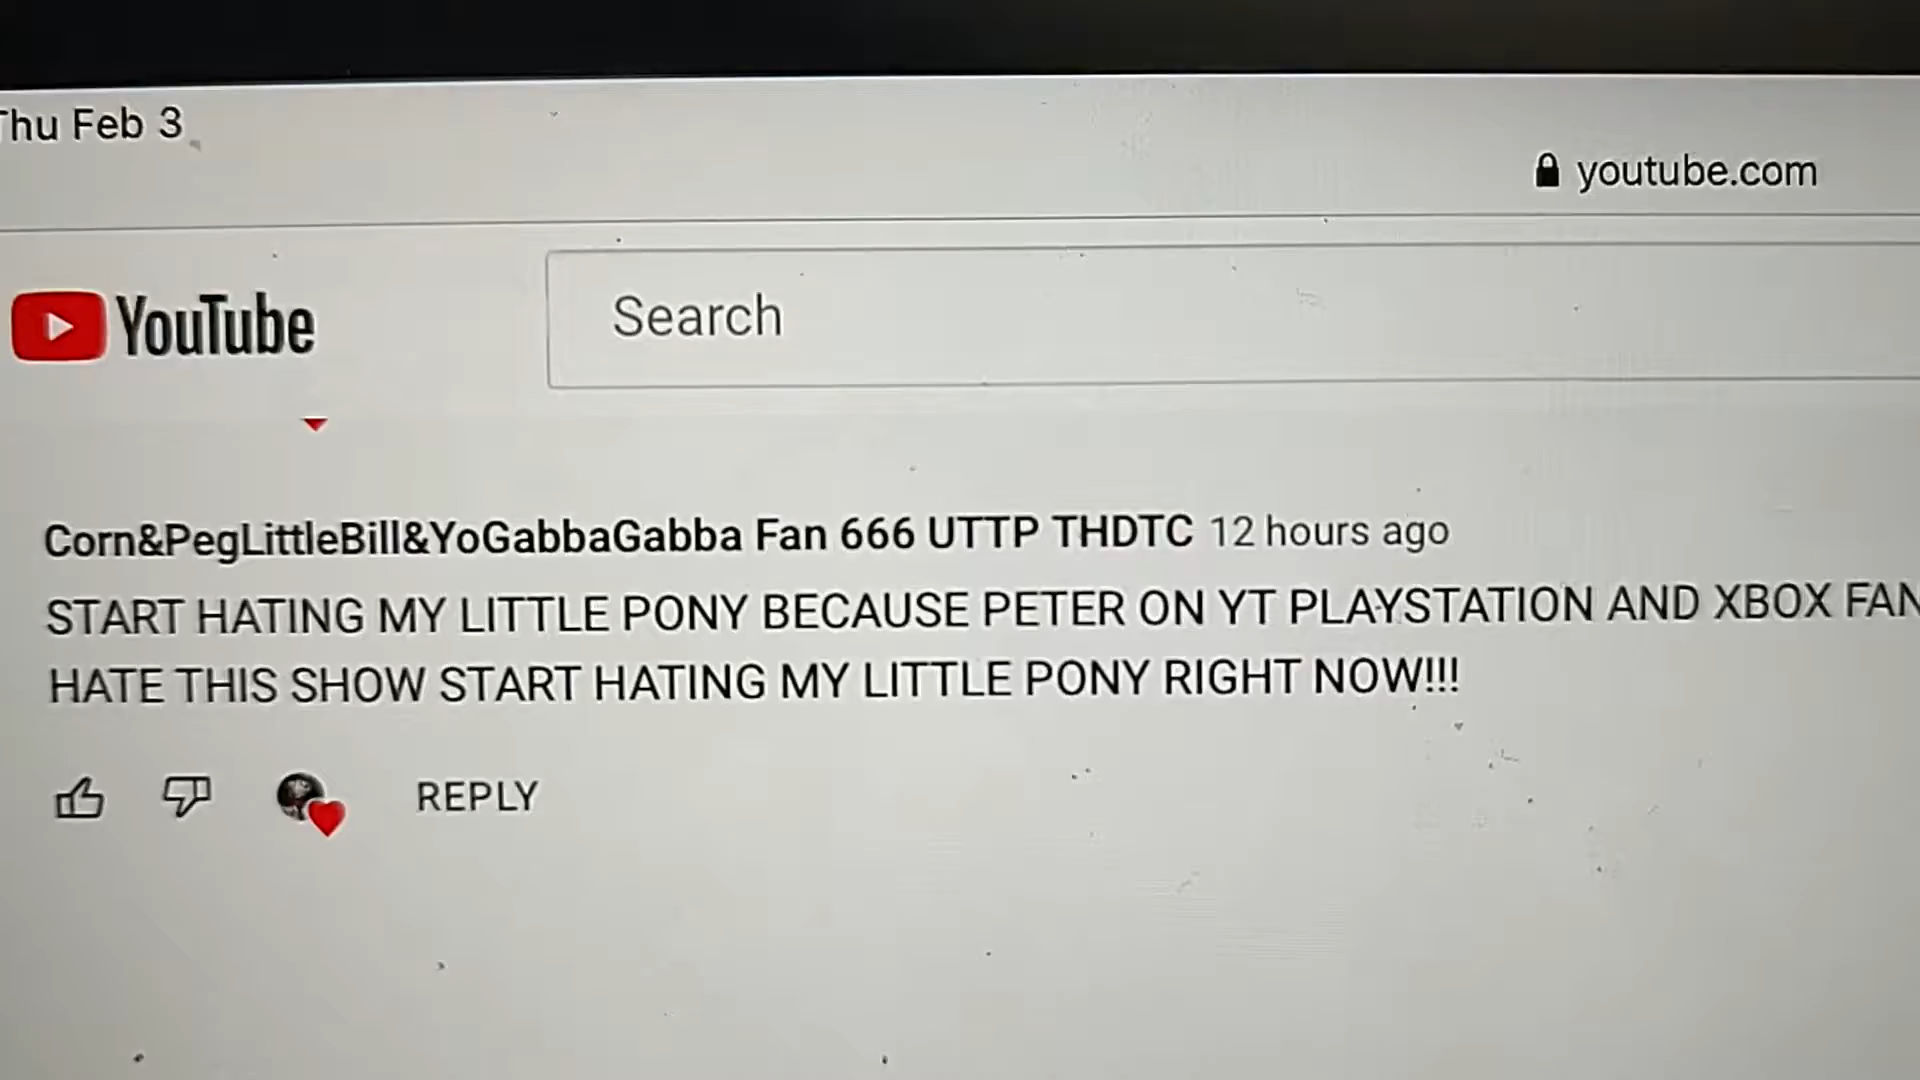 Thu Feb 3
youtube.com
YouTube
Search
Corn&PegLittleBill&YoGabbaGabba Fan 666 UTTP THDTC 12 hours ago
START HATING MY LITTLE PONY BECAUSE PETER ON YT PLAYSTATION AND XBOX FAN
HATE THIS SHOW START HATING MY LITTLE PONY RIGHT NOW!!!
REPLY